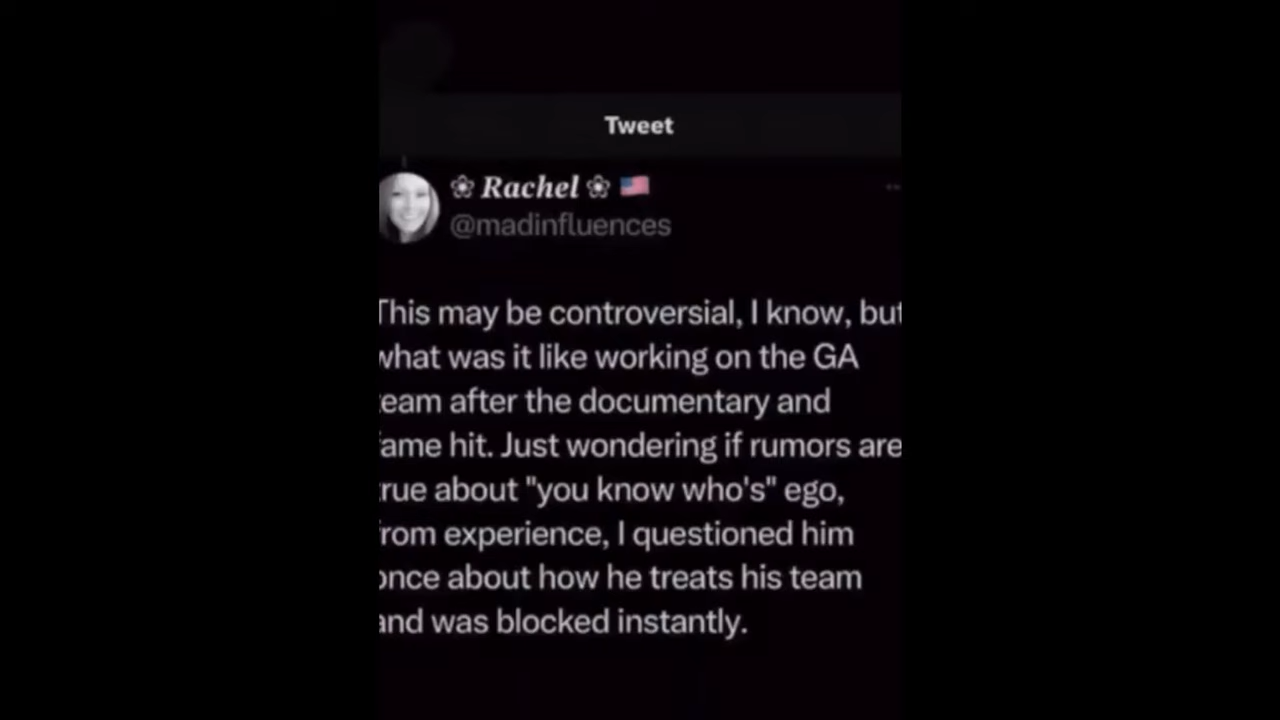 Tweet
❀ Rachel ❀ 🇺🇸
@madinfluences
This may be controversial, I know, but
what was it like working on the GA
team after the documentary and
fame hit. Just wondering if rumors are
true about "you know who's" ego,
from experience, I questioned him
once about how he treats his team
and was blocked instantly.